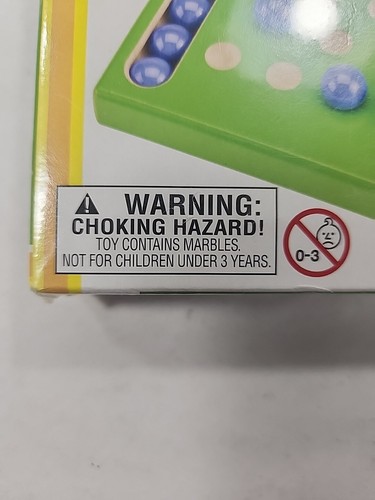 WARNING:
CHOKING HAZARD!
TOY CONTAINS MARBLES.
NOT FOR CHILDREN UNDER 3 YEARS.
0-3